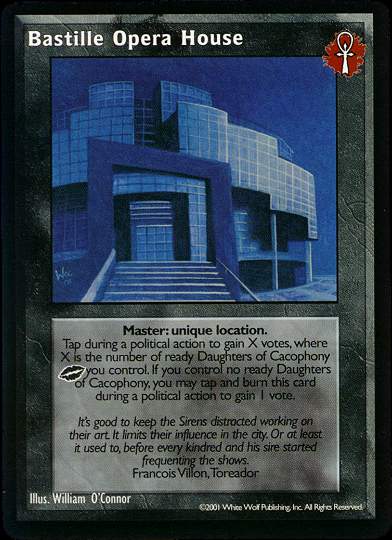 Bastille Opera House
Master: unique location.
Tap during a political action to gain X votes, where
X is the number of ready Daughters of Cacophony
you control. If you control no ready Daughters
of Cacophony, you may tap and burn this card
during a political action to gain 1 vote.
It's good to keep the Sirens distracted working on
their art. It limits their influence in the city. Or at least
it used to, before every kindred and his sire started
frequenting the shows.
Francois Villon, Toreador
Illus. William O'Connor
©2001 White Wolf Publishing, Inc. All Rights Reserved.